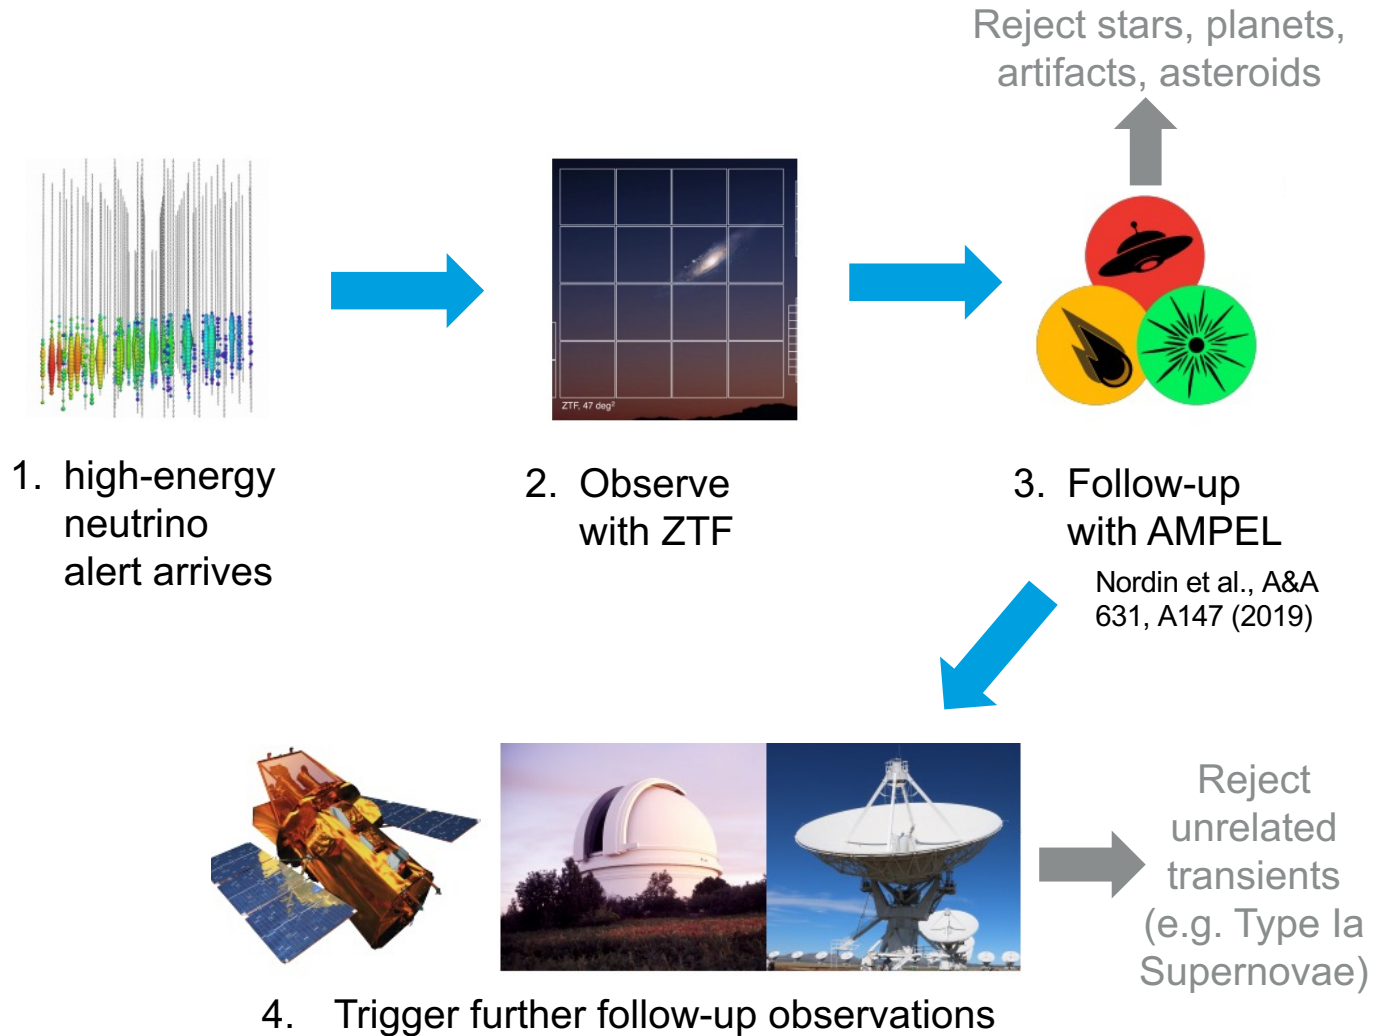 Reject stars, planets,
artifacts, asteroids
ZTF, 47 deg²
1. high-energy
neutrino
alert arrives
2. Observe
with ZTF
3. Follow-up
with AMPEL
Nordin et al., A&A
631, A147 (2019)
Reject
unrelated
transients
(e.g. Type Ia
Supernovae)
4. Trigger further follow-up observations